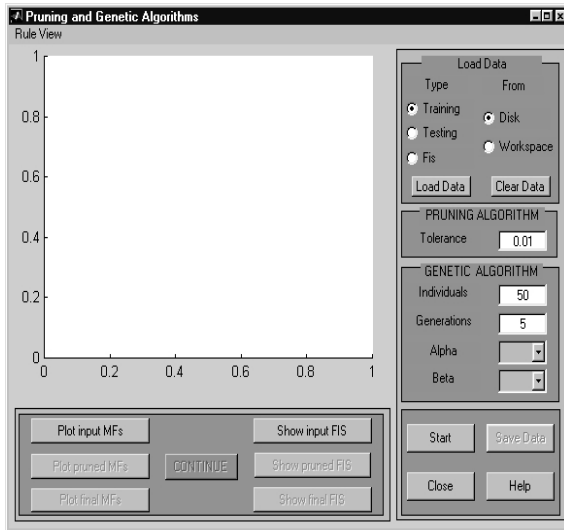 Pruning and Genetic Algorithms
Rule View
1
0.8
0.6
0.4
0.2
0
0 0.2 0.4 0.6 0.8 1
Load Data
Type From
Training
Disk
Testing
Workspace
Fis
Load Data Clear Data
PRUNING ALGORITHM
Tolerance 0.01
GENETIC ALGORITHM
Individuals 50
Generations 5
Alpha
Beta
Plot input MFs Show input FIS
Plot pruned MFs CONTINUE Show pruned FIS
Plot final MFs Show final FIS
Start Save Data
Close Help